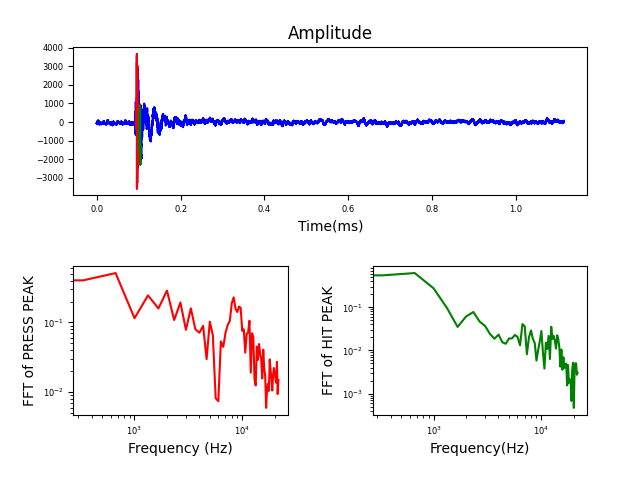 Amplitude
4000
3000
2000
1000
0
−1000
−2000
−3000
0.0 0.2 0.4 0.6 0.8 1.0
Time(ms)
FFT of PRESS PEAK
10⁻¹
10⁻²
10³ 10⁴
Frequency (Hz)
FFT of HIT PEAK
10⁻¹
10⁻²
10⁻³
10³ 10⁴
Frequency(Hz)